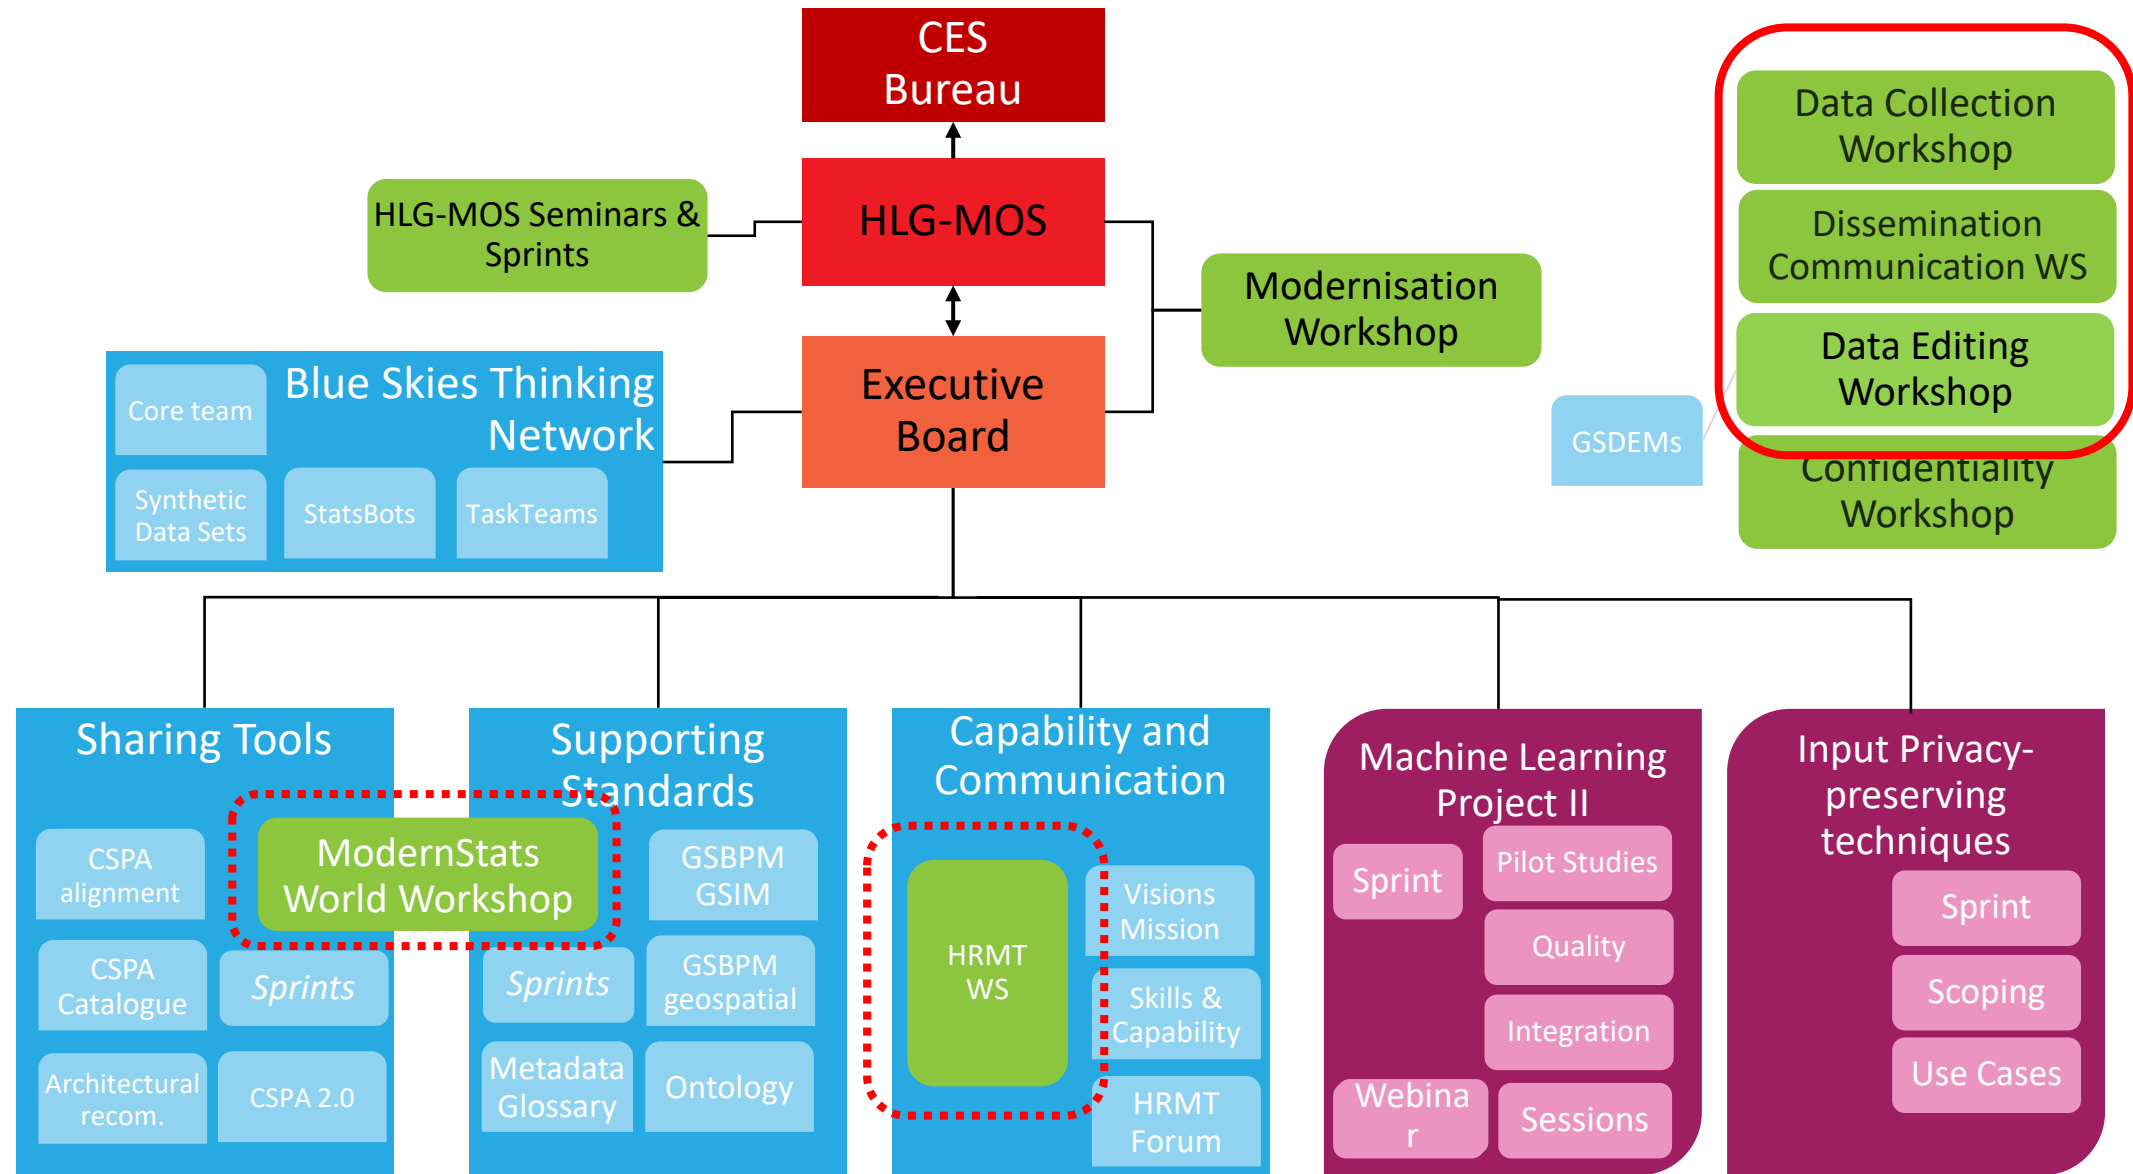 CES
Bureau
HLG-MOS
HLG-MOS Seminars &
Sprints
Modernisation
Workshop
Executive
Board
Blue Skies Thinking
Network
Core team
Synthetic
Data Sets
StatsBots
TaskTeams
Data Collection
Workshop
Dissemination
Communication WS
Data Editing
Workshop
GSDEMs
Confidentiality
Workshop
Sharing Tools
CSPA
alignment
CSPA
Catalogue
Sprints
Architectural
recom.
CSPA 2.0
ModernStats
World Workshop
Supporting
Standards
GSBPM
GSIM
Sprints
GSBPM
geospatial
Metadata
Glossary
Ontology
Capability and
Communication
HRMT
WS
Visions
Mission
Skills &
Capability
HRMT
Forum
Machine Learning
Project II
Sprint
Pilot Studies
Quality
Integration
Webina
r
Sessions
Input Privacy-
preserving
techniques
Sprint
Scoping
Use Cases